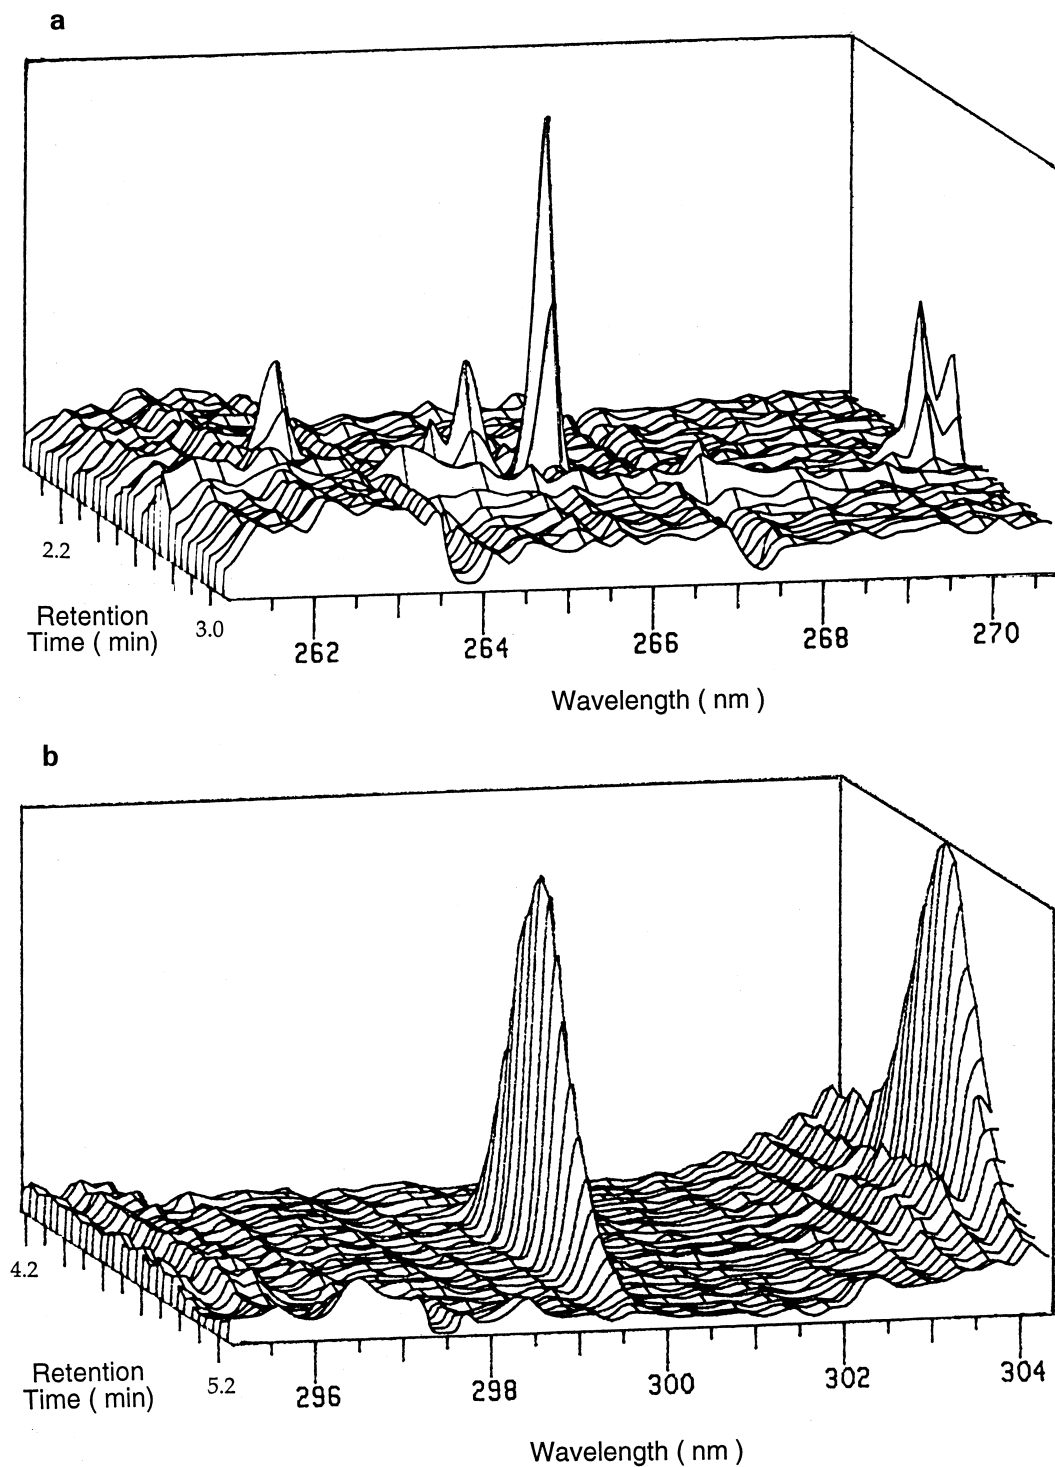 a
2.2
Retention
Time ( min)
3.0
262
264
266
268
270
Wavelength ( nm )
b
4.2
Retention
Time ( min)
5.2
296
298
300
302
304
Wavelength ( nm )